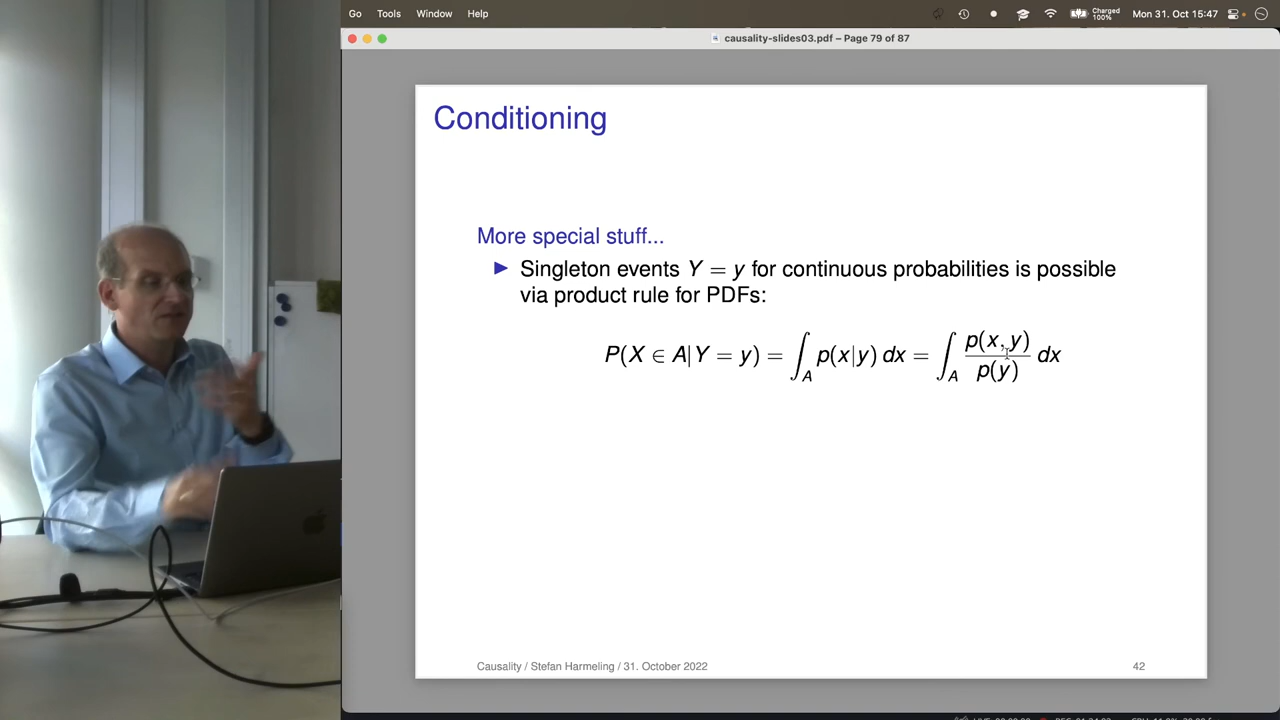 Go Tools Window Help Charged 100% Mon 31. Oct 15:47
causality-slides03.pdf – Page 79 of 87
Conditioning
More special stuff...
▶ Singleton events Y = y for continuous probabilities is possible
via product rule for PDFs:
P(X ∈ A|Y = y) = ∫_A p(x|y) dx = ∫_A p(x, y) / p(y) dx
Causality / Stefan Harmeling / 31. October 2022 42